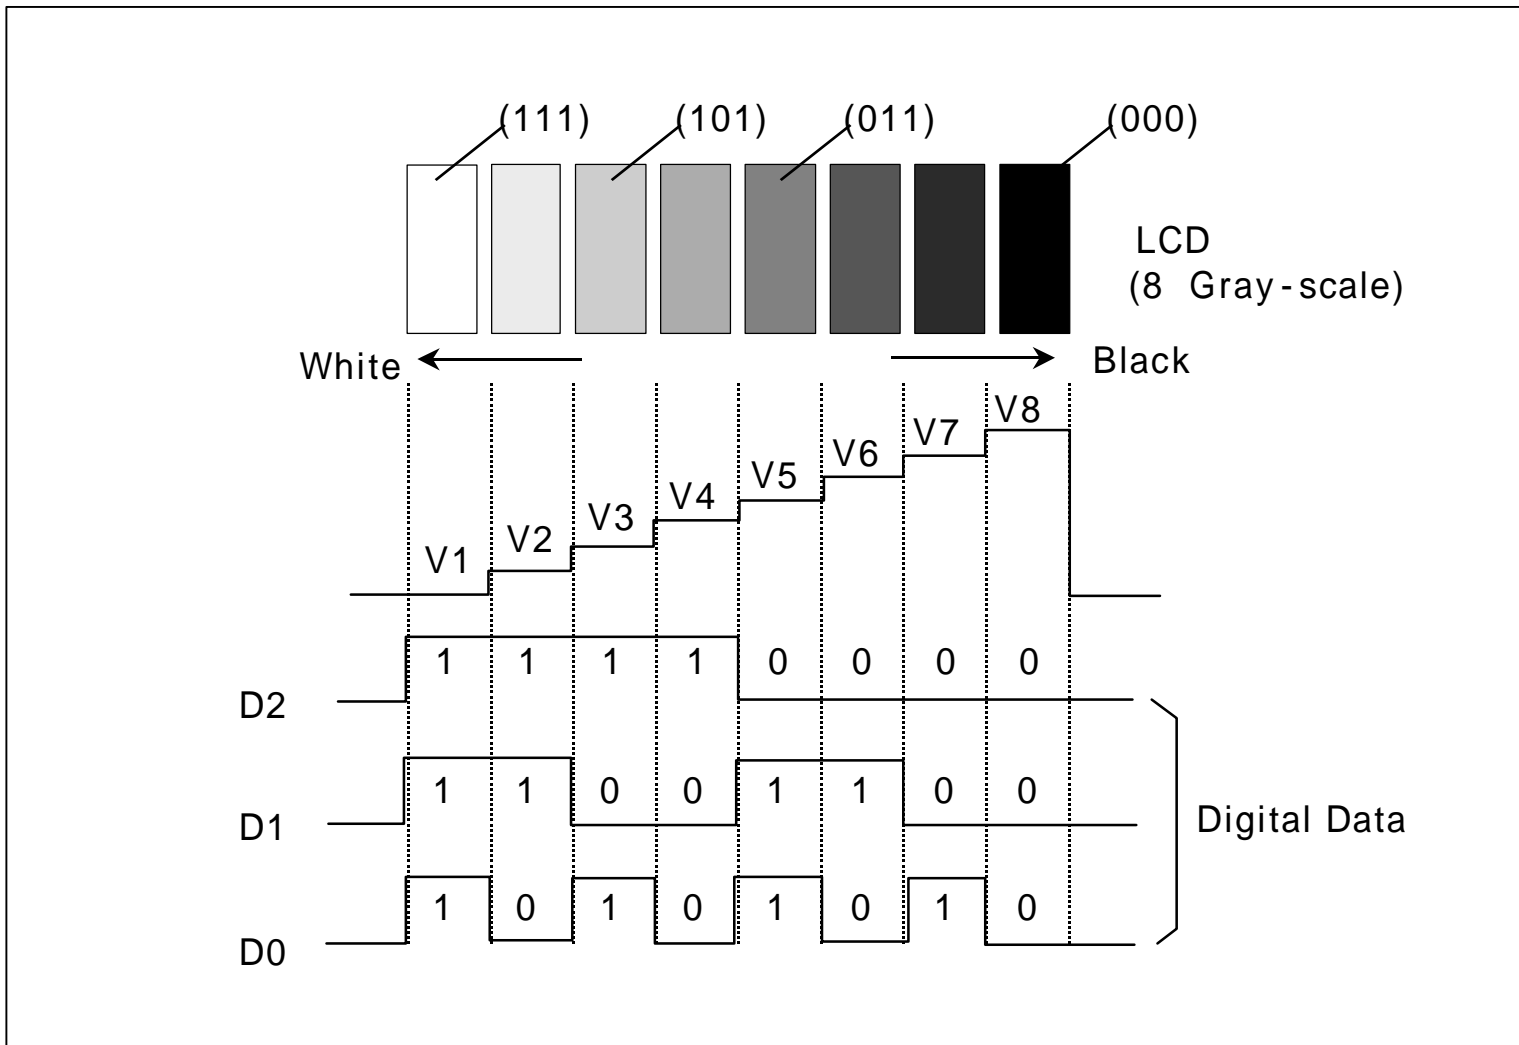 (111) (101) (011) (000)
LCD
(8 Gray-scale)
White Black
V1 V2 V3 V4 V5 V6 V7 V8
1 1 1 1 0 0 0 0
D2
1 1 0 0 1 1 0 0
D1
Digital Data
1 0 1 0 1 0 1 0
D0